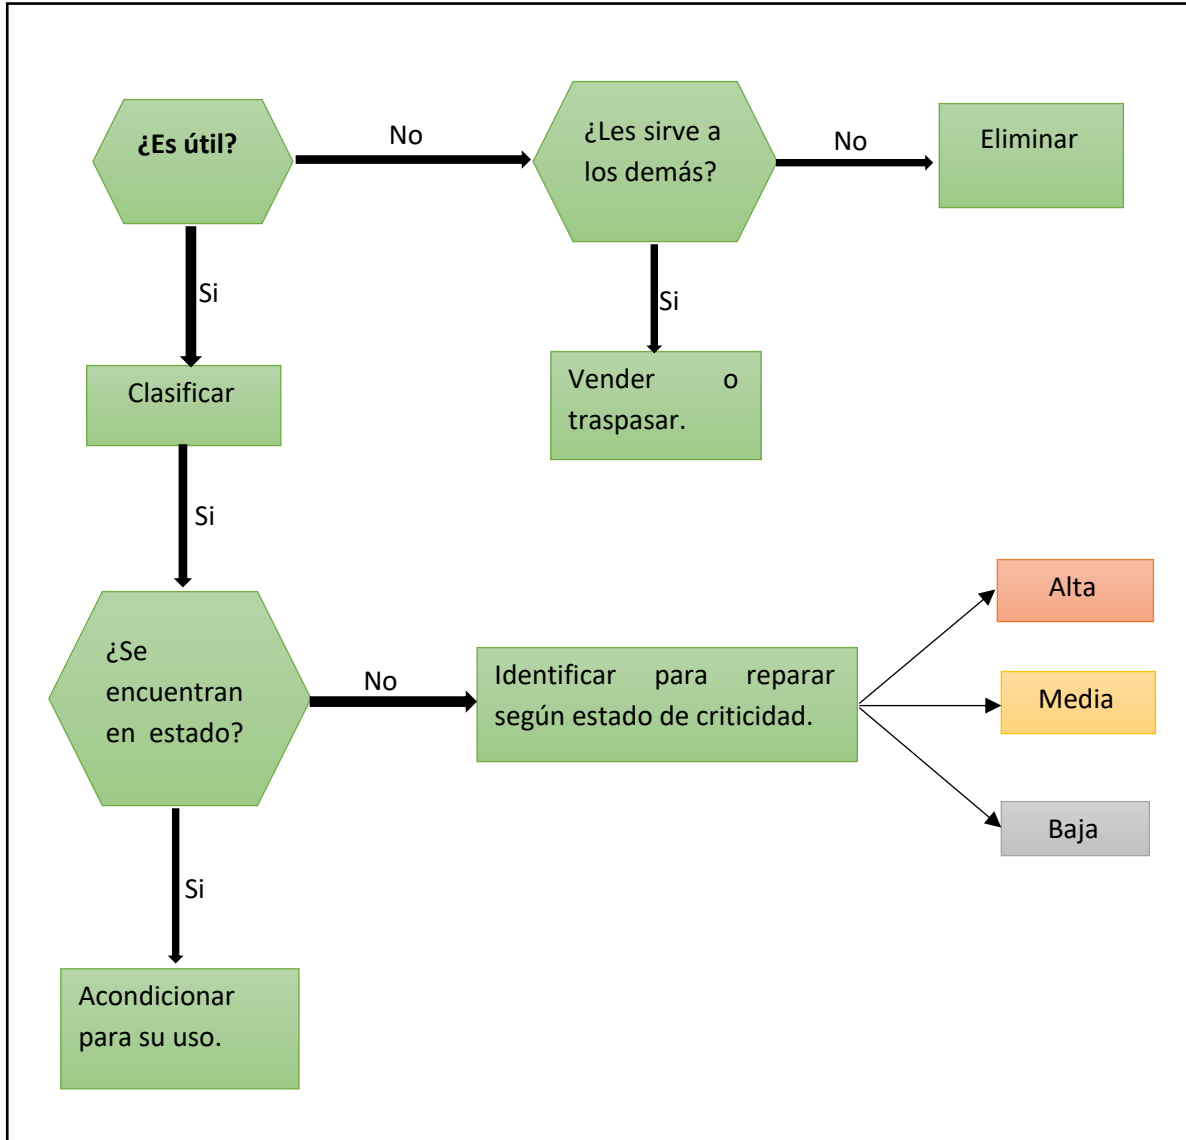 ¿Es útil?
No
¿Les sirve a
los demás?
No
Eliminar
Si
Si
Clasificar
Vender o
traspasar.
Si
¿Se
encuentran
en estado?
No
Identificar para reparar
según estado de criticidad.
Alta
Media
Baja
Si
Acondicionar
para su uso.